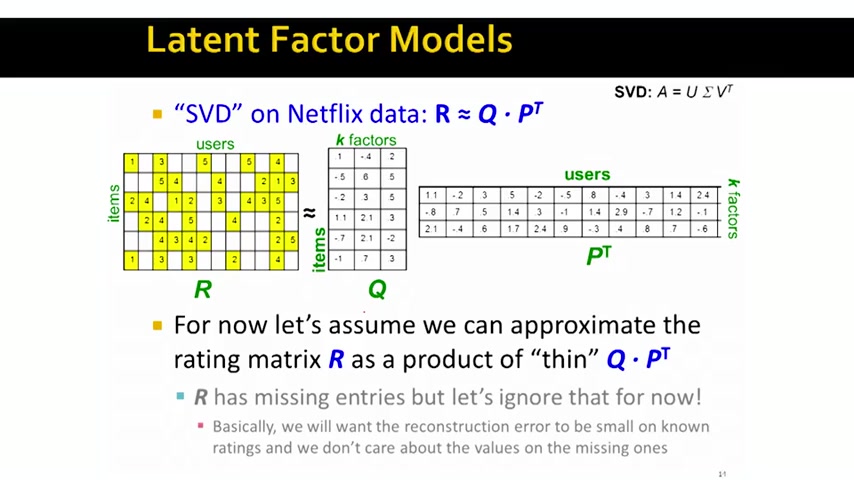 Latent Factor Models
SVD: A = U Σ V^T
"SVD" on Netflix data: R ≈ Q · P^T
users
k factors
1 3 5 5 4
5 4 4 2 1 3
2 4 1 2 3 4 3 5
2 4 5 4 2
4 3 4 2 2 5
1 3 3 2 4
items
R
≈
1 -.4 2
-.5 6 5
-.2 3 5
1 1 2 1 3
-.7 2 1 -2
-1 7 3
items
Q
users
1 1 -.2 3 5 -2 -.5 8 -.4 3 1 4 2 4
-.8 .7 .5 1.4 .3 -1 1.4 2.9 -.7 1.2 -.1
2.1 -.4 .6 1.7 2.4 .9 -.3 4 8 .7 -.6
k factors
P^T
For now let's assume we can approximate the
rating matrix R as a product of "thin" Q · P^T
R has missing entries but let's ignore that for now!
Basically, we will want the reconstruction error to be small on known
ratings and we don't care about the values on the missing ones
14